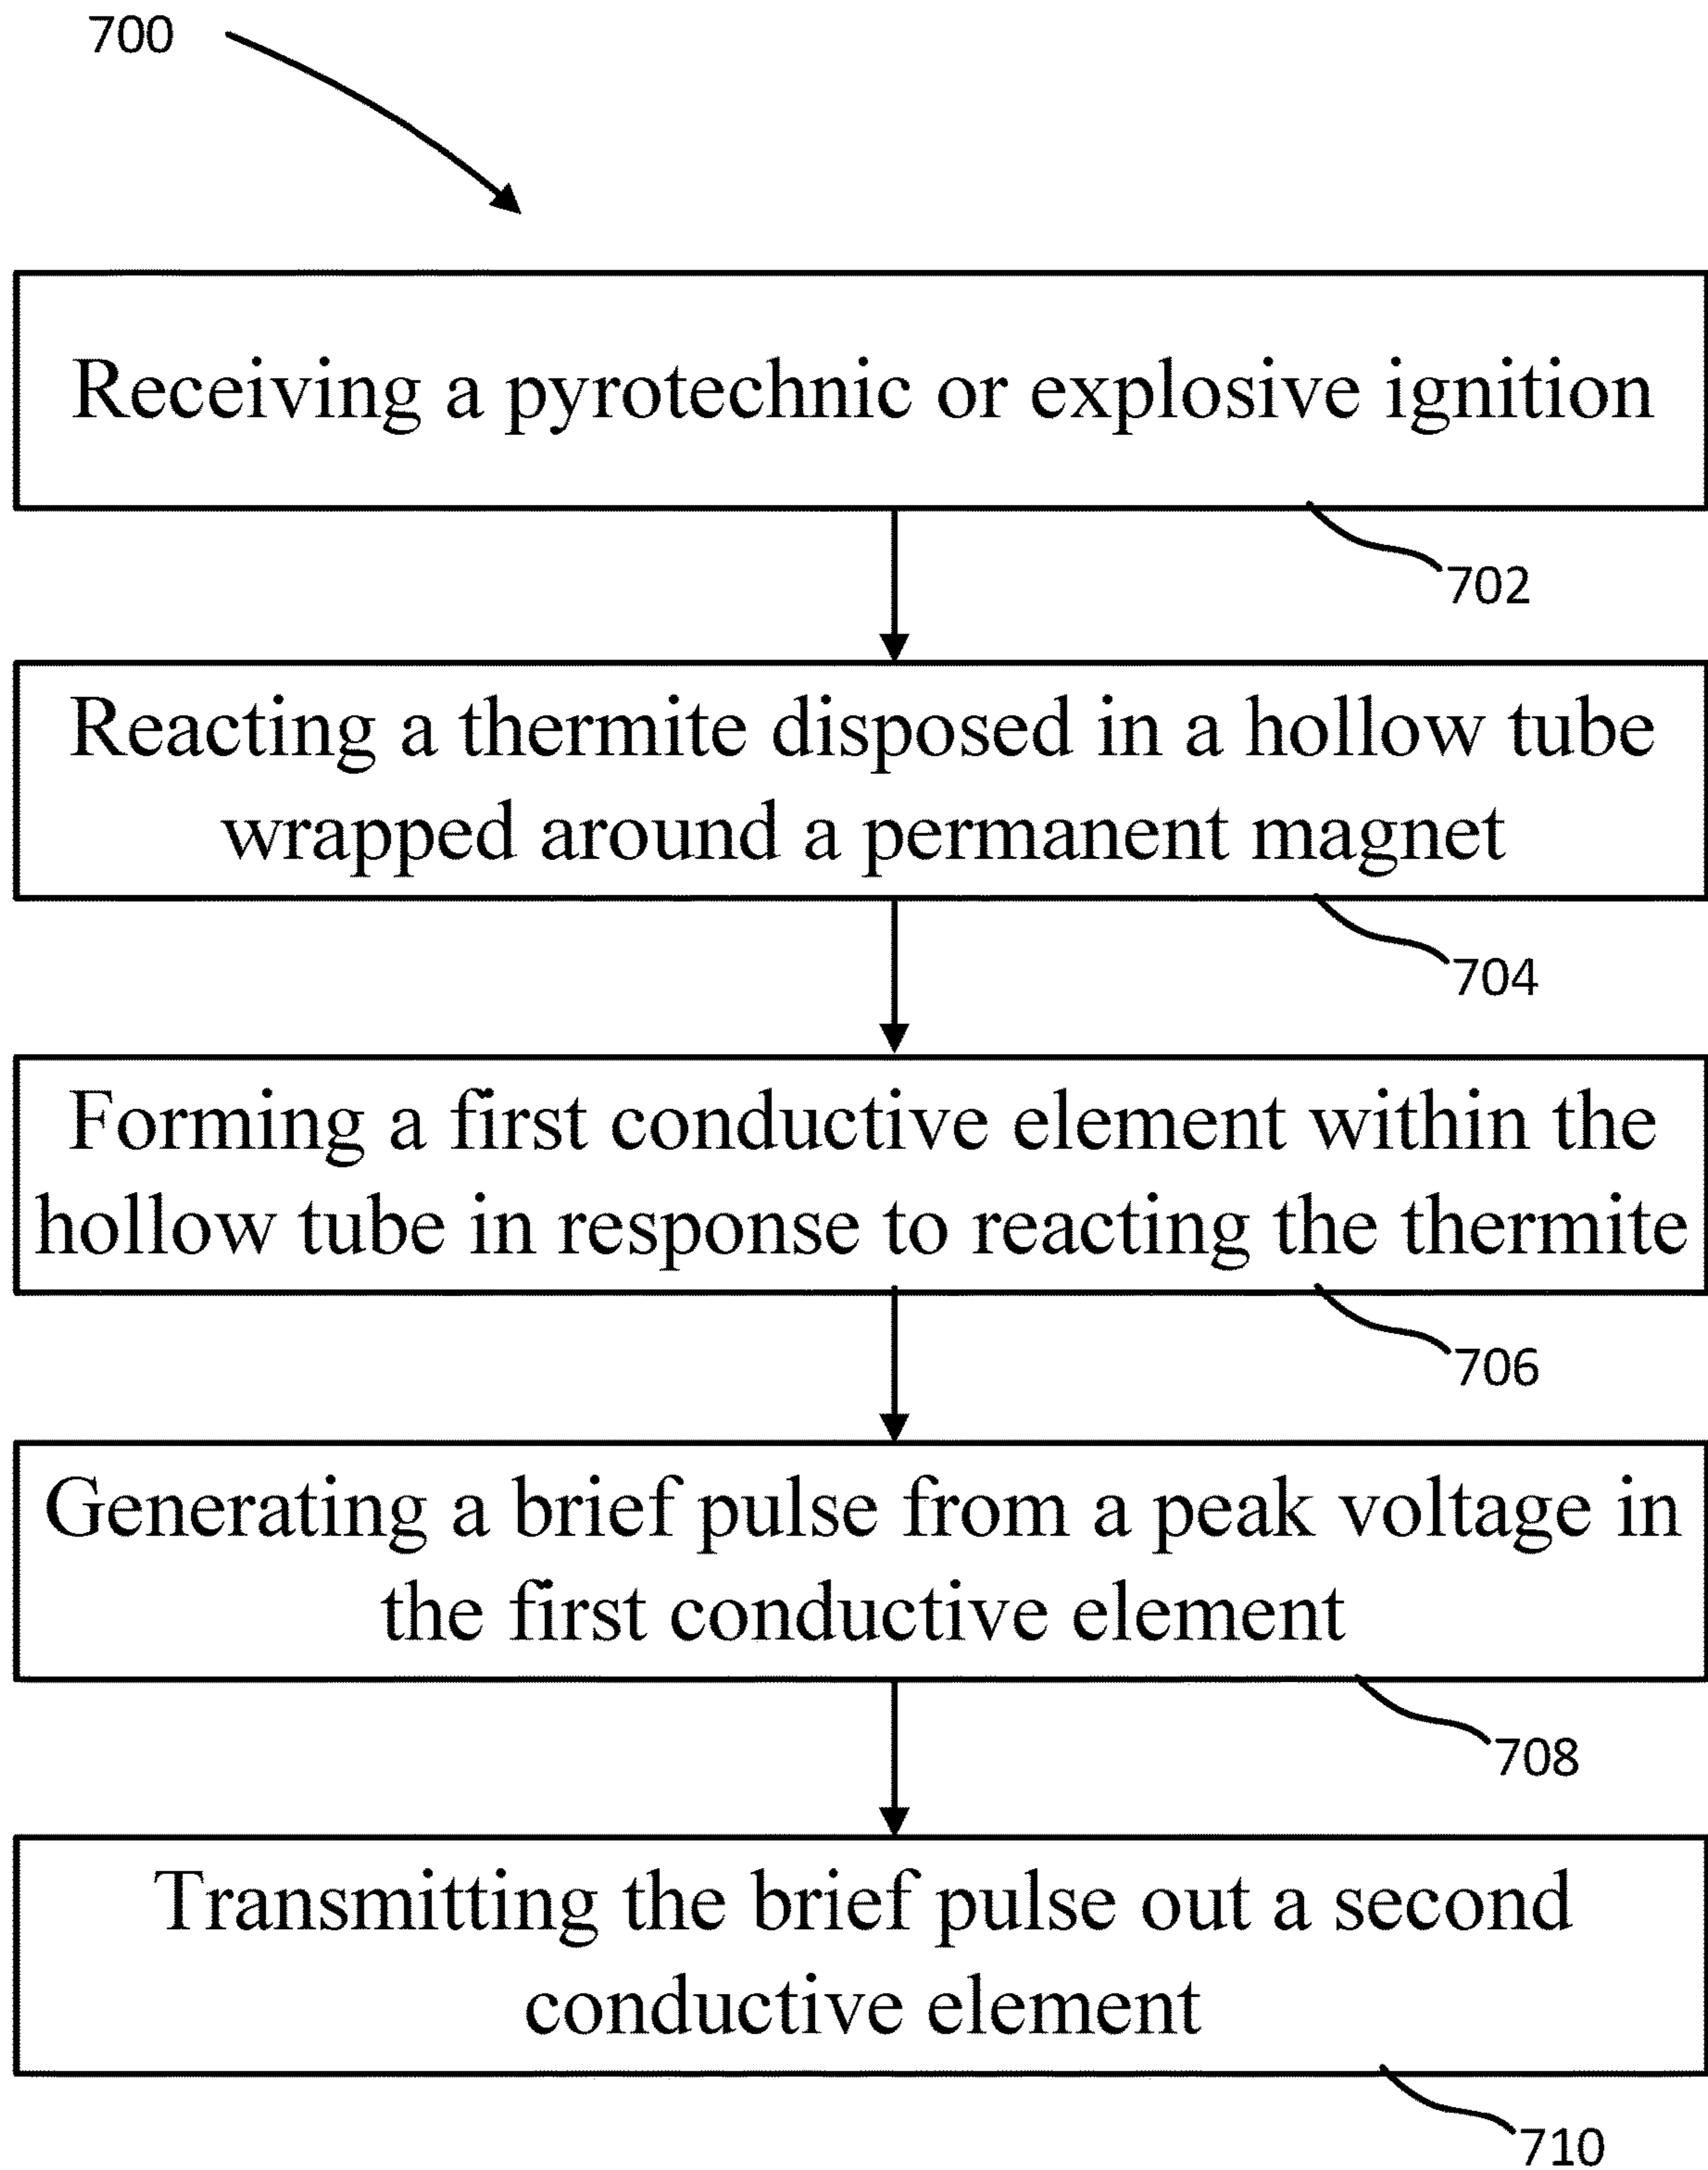 700
Receiving a pyrotechnic or explosive ignition
702
Reacting a thermite disposed in a hollow tube
wrapped around a permanent magnet
704
Forming a first conductive element within the
hollow tube in response to reacting the thermite
706
Generating a brief pulse from a peak voltage in
the first conductive element
708
Transmitting the brief pulse out a second
conductive element
710